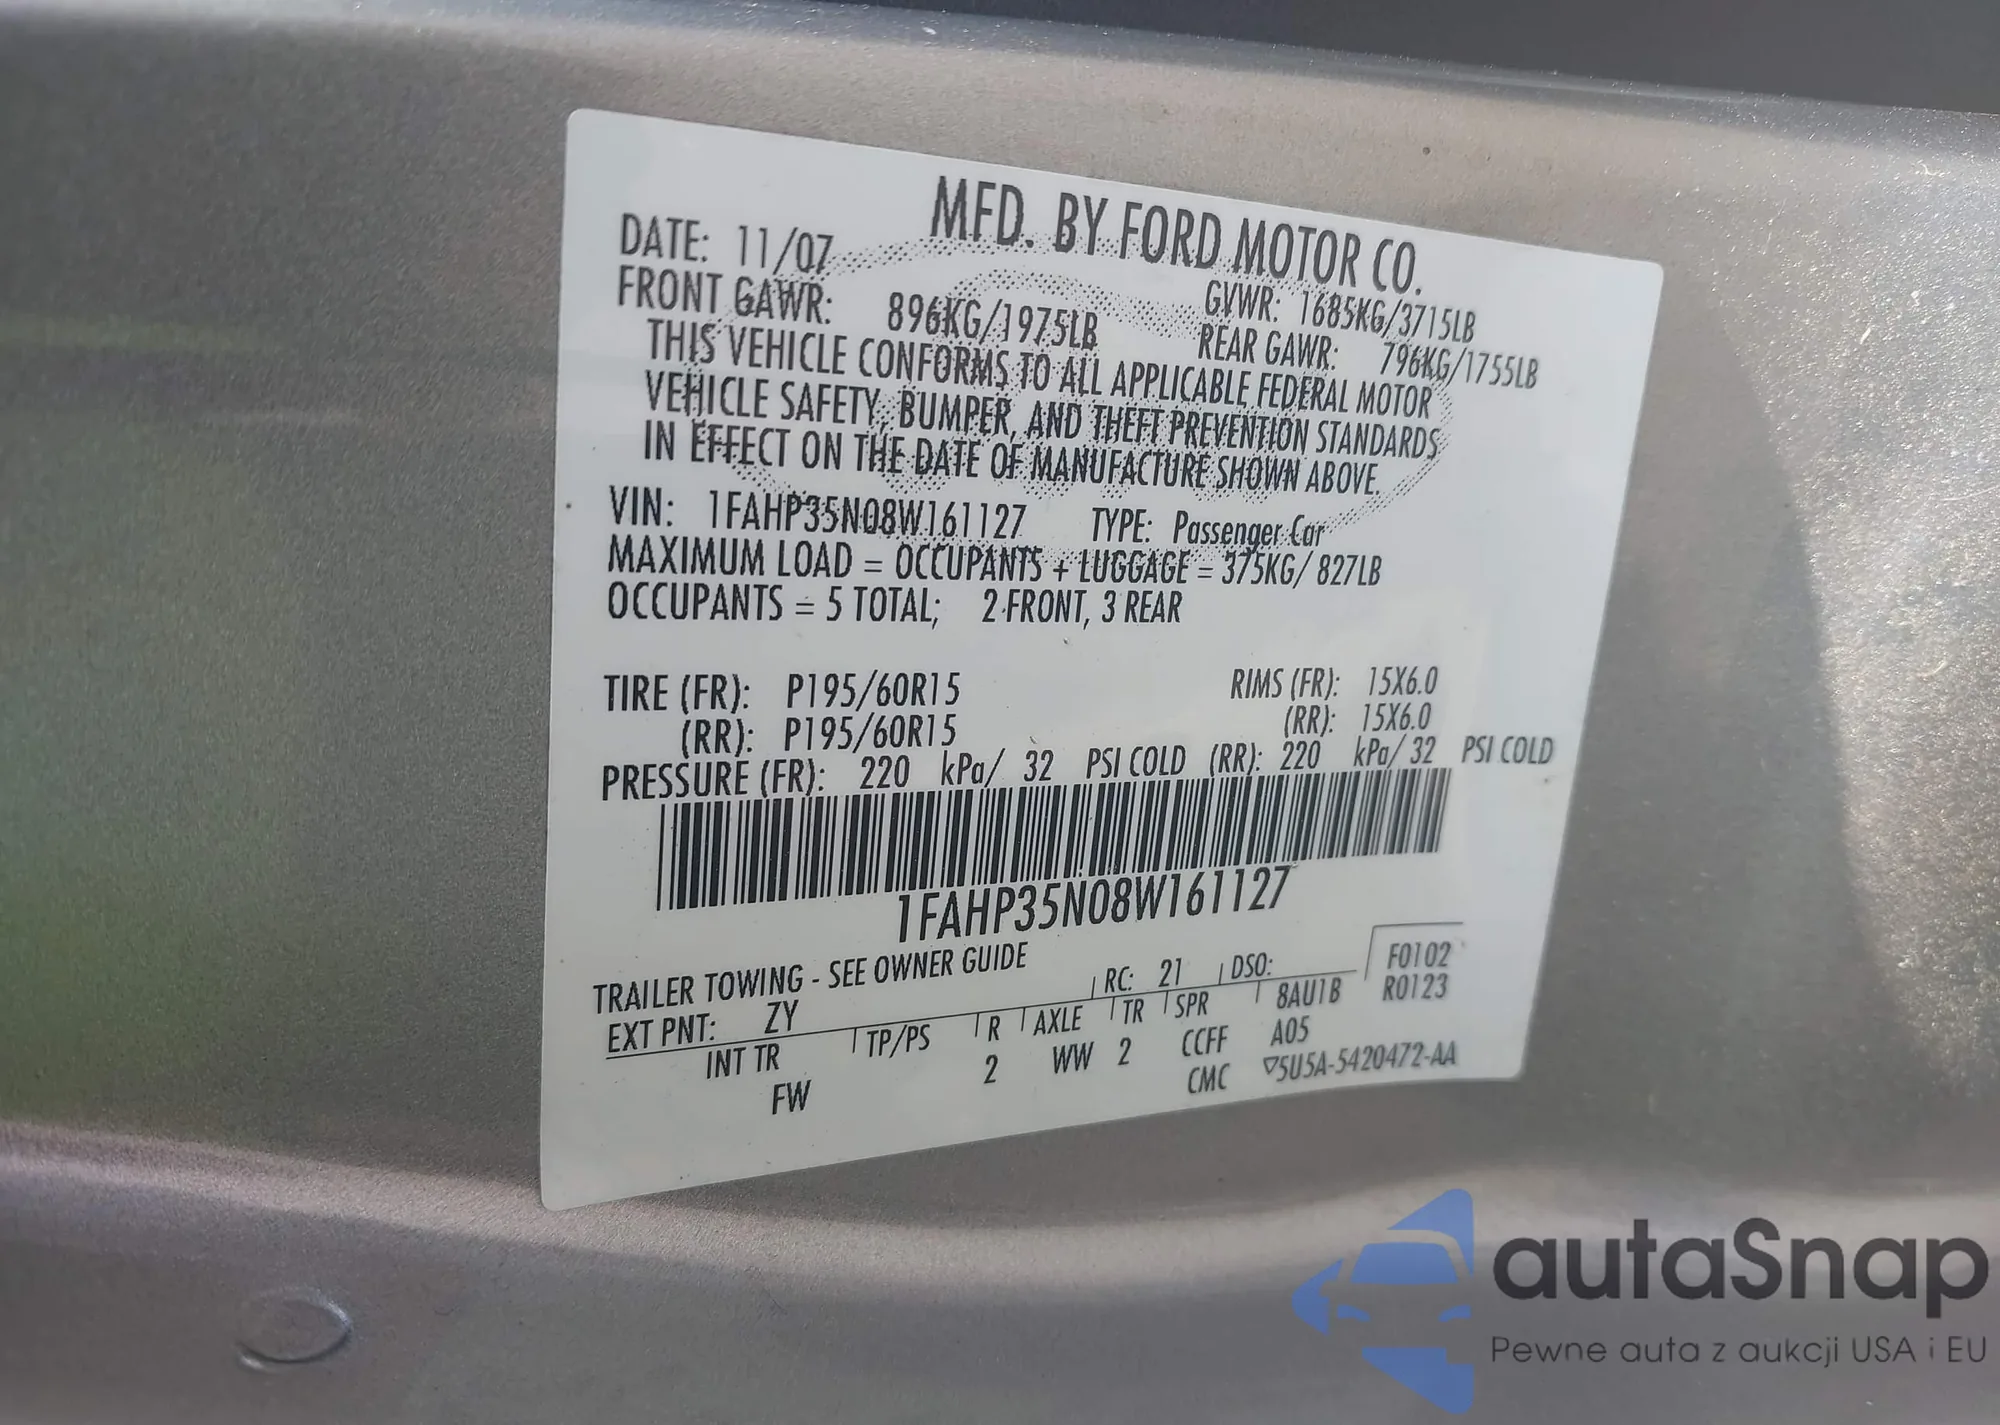 MFD. BY FORD MOTOR CO.
DATE: 11/07 GVWR: 1685KG/3715LB
FRONT GAWR: 896KG/1975LB REAR GAWR: 796KG/1755LB
THIS VEHICLE CONFORMS TO ALL APPLICABLE FEDERAL MOTOR
VEHICLE SAFETY, BUMPER, AND THEFT PREVENTION STANDARDS
IN EFFECT ON THE DATE OF MANUFACTURE SHOWN ABOVE.
VIN: 1FAHP35N08W161127 TYPE: Passenger Car
MAXIMUM LOAD = OCCUPANTS + LUGGAGE = 375KG/ 827LB
OCCUPANTS = 5 TOTAL; 2 FRONT, 3 REAR
TIRE (FR): P195/60R15 RIMS (FR): 15X6.0
(RR): P195/60R15 (RR): 15X6.0
PRESSURE (FR): 220 kPa/ 32 PSI COLD (RR): 220 kPa/ 32 PSI COLD
1FAHP35N08W161127
TRAILER TOWING - SEE OWNER GUIDE F0102
EXT PNT: ZY RC: 21 DSO: R0123
INT TR TP/PS R AXLE TR SPR 8AU1B
FW 2 WW 2 CCFF A05
CMC ▽5U5A-5420472-AA
autaSnap
Pewne auta z aukcji USA i EU